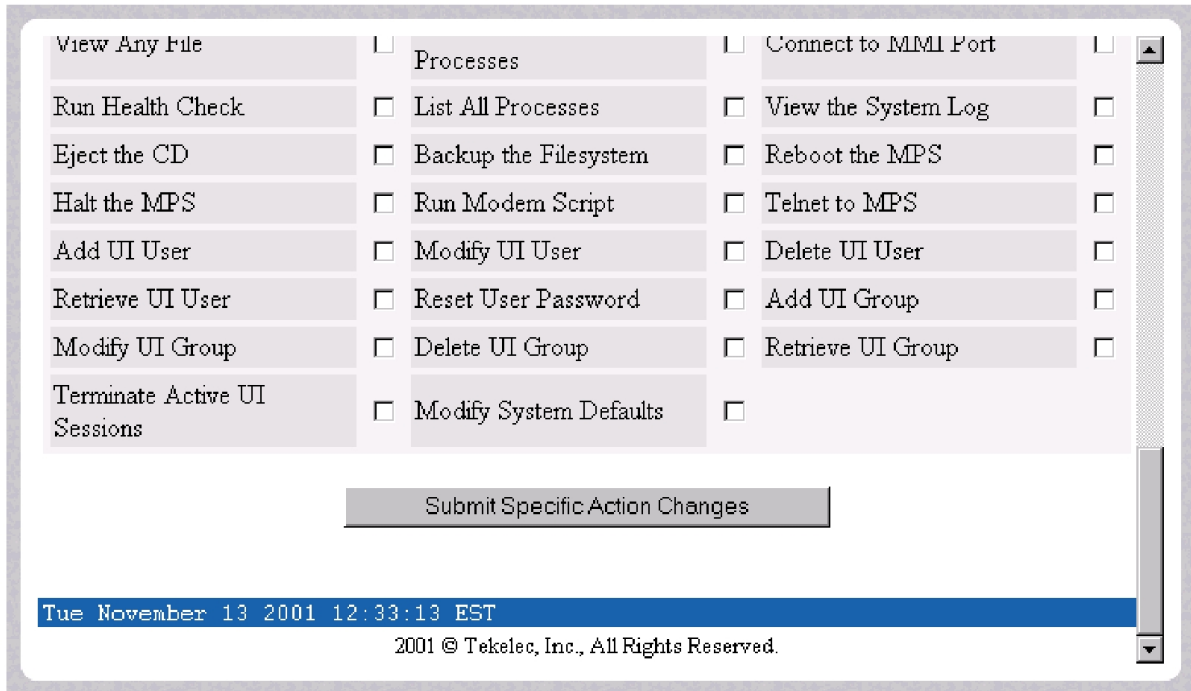 View Any File
Processes
Connect to MMI Port
Run Health Check
List All Processes
View the System Log
Eject the CD
Backup the Filesystem
Reboot the MPS
Halt the MPS
Run Modem Script
Telnet to MPS
Add UI User
Modify UI User
Delete UI User
Retrieve UI User
Reset User Password
Add UI Group
Modify UI Group
Delete UI Group
Retrieve UI Group
Terminate Active UI
Sessions
Modify System Defaults
Submit Specific Action Changes
Tue November 13 2001 12:33:13 EST
2001 © Tekelec, Inc., All Rights Reserved.